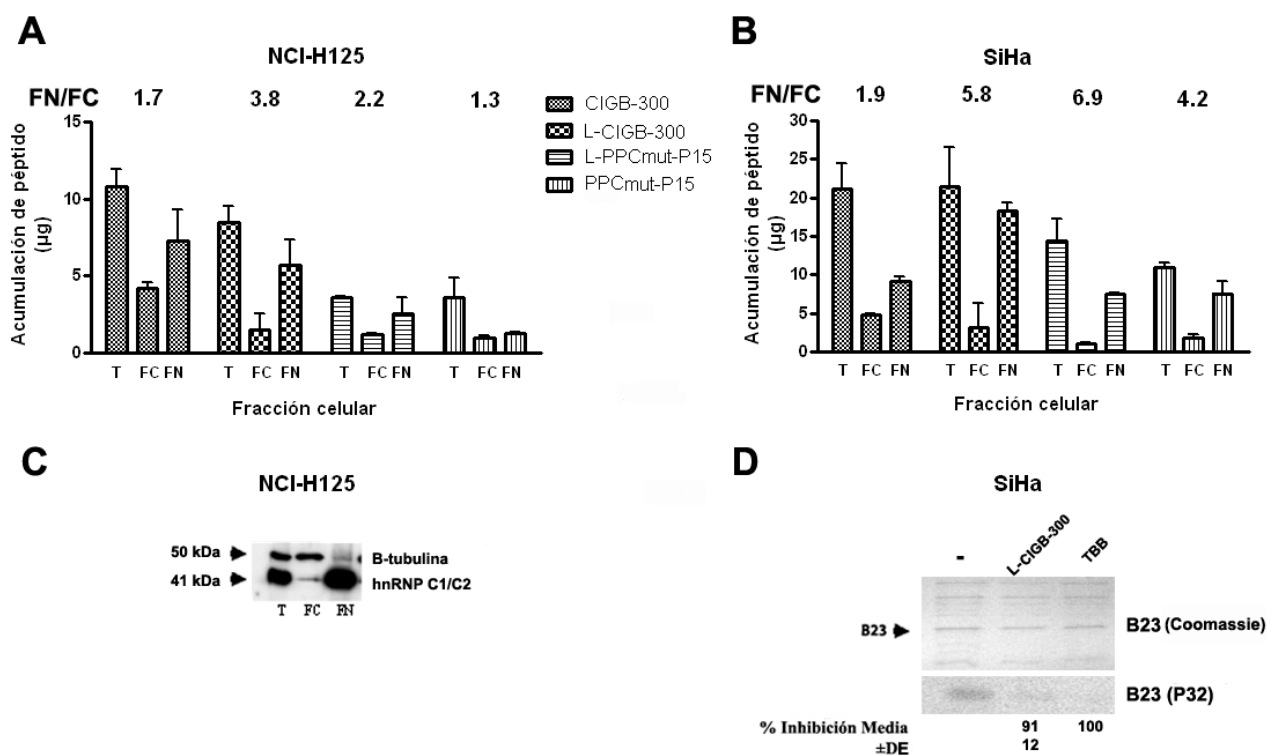 A
NCI-H125
FN/FC 1.7 3.8 2.2 1.3
15
10
5
0
Acumulación de péptido
(µg)
T FC FN T FC FN T FC FN T FC FN
Fracción celular
CIGB-300
L-CIGB-300
L-PPCmut-P15
PPCmut-P15
B
SiHa
FN/FC 1.9 5.8 6.9 4.2
30
25
20
15
10
5
0
Acumulación de péptido
(µg)
T FC FN T FC FN T FC FN T FC FN
Fracción celular
C
NCI-H125
50 kDa B-tubulina
41 kDa hnRNP C1/C2
T FC FN
D
SiHa
- L-CIGB-300 TBB
B23 B23 (Coomassie)
B23 (P32)
% Inhibición Media 91 100
±DE 12